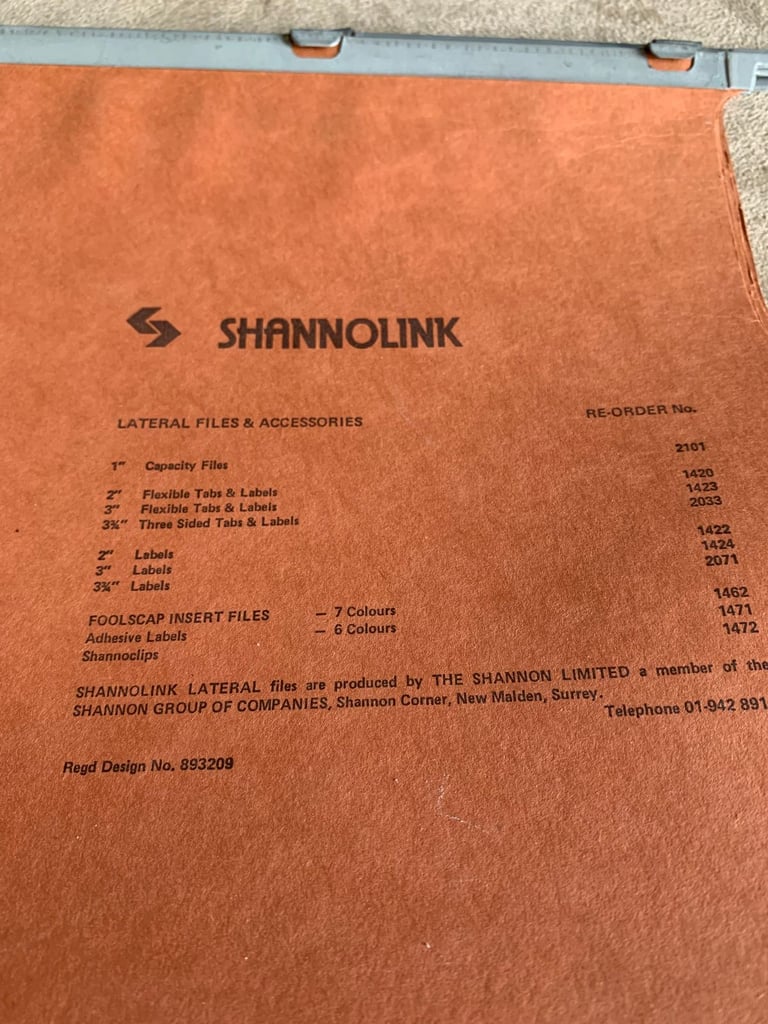 SHANNOLINK
LATERAL FILES & ACCESSORIES RE-ORDER No.
1" Capacity Files 2101
2" Flexible Tabs & Labels 1420
3" Flexible Tabs & Labels 1423
3¾" Three Sided Tabs & Labels 2033
2" Labels 1422
3" Labels 1424
3¾" Labels 2071
FOOLSCAP INSERT FILES — 7 Colours 1462
Adhesive Labels — 6 Colours 1471
Shannoclips 1472
SHANNOLINK LATERAL files are produced by THE SHANNON LIMITED a member of the
SHANNON GROUP OF COMPANIES, Shannon Corner, New Malden, Surrey.
Telephone 01-942 891
Regd Design No. 893209